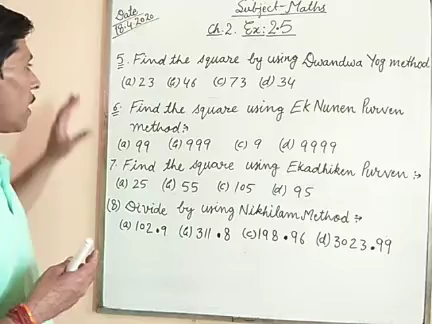 Date
18.4.2020
Subject-Maths
Ch.2. Ex: 2.5
5. Find the square by using Dwandwa Yog method
(a) 23 (b) 46 (c) 73 (d) 34
6. Find the square using Ek Nunen Purven
method:-
(a) 99 (b) 999 (c) 9 (d) 9999
7. Find the square using Ekadhiken Purven :-
(a) 25 (b) 55 (c) 105 (d) 95
(8) Divide by using Nikhilam Method :-
(a) 102•9 (b) 311•8 (c) 198•96 (d) 3023•99